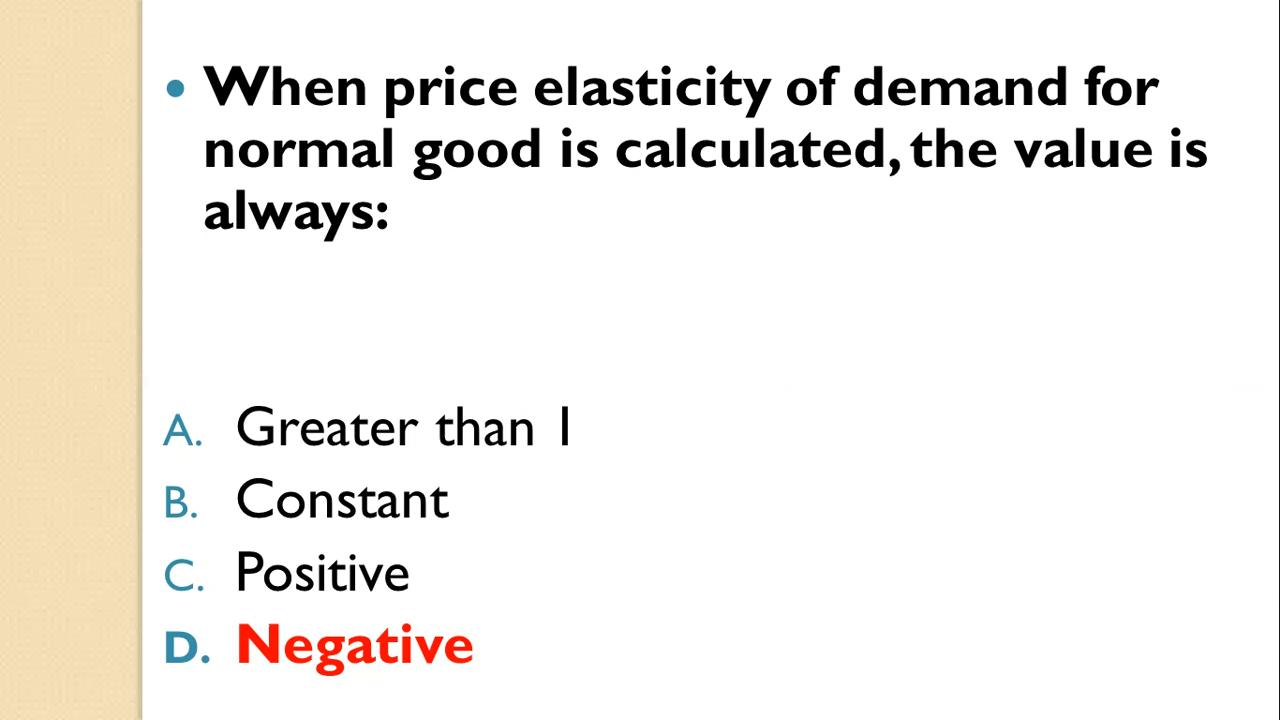 • When price elasticity of demand for
normal good is calculated, the value is
always:
A. Greater than 1
B. Constant
C. Positive
D. Negative